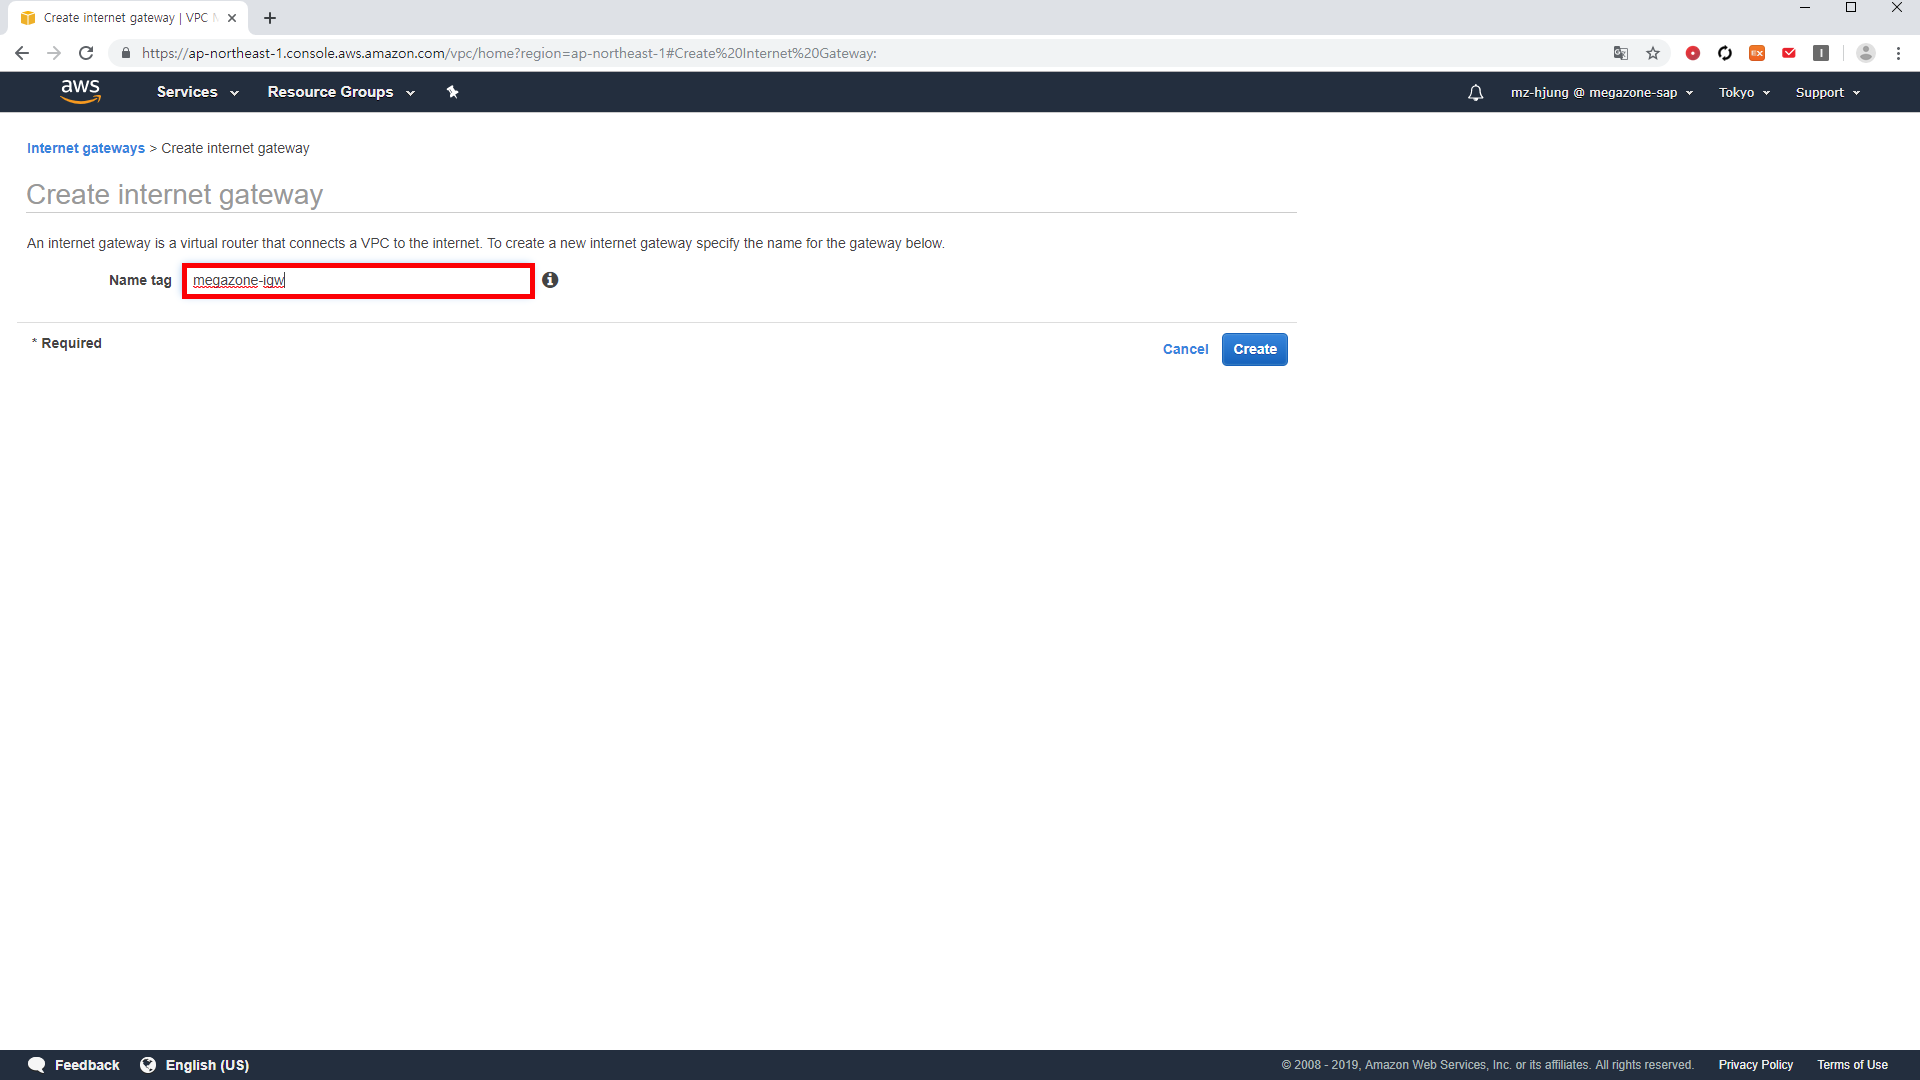 Create internet gateway | VPC M
https://ap-northeast-1.console.aws.amazon.com/vpc/home?region=ap-northeast-1#Create%20Internet%20Gateway:
aws Services Resource Groups mz-hjung @ megazone-sap Tokyo Support
Internet gateways > Create internet gateway
Create internet gateway
An internet gateway is a virtual router that connects a VPC to the internet. To create a new internet gateway specify the name for the gateway below.
Name tag megazone-igw
* Required Cancel Create
Feedback English (US) © 2008 - 2019, Amazon Web Services, Inc. or its affiliates. All rights reserved. Privacy Policy Terms of Use